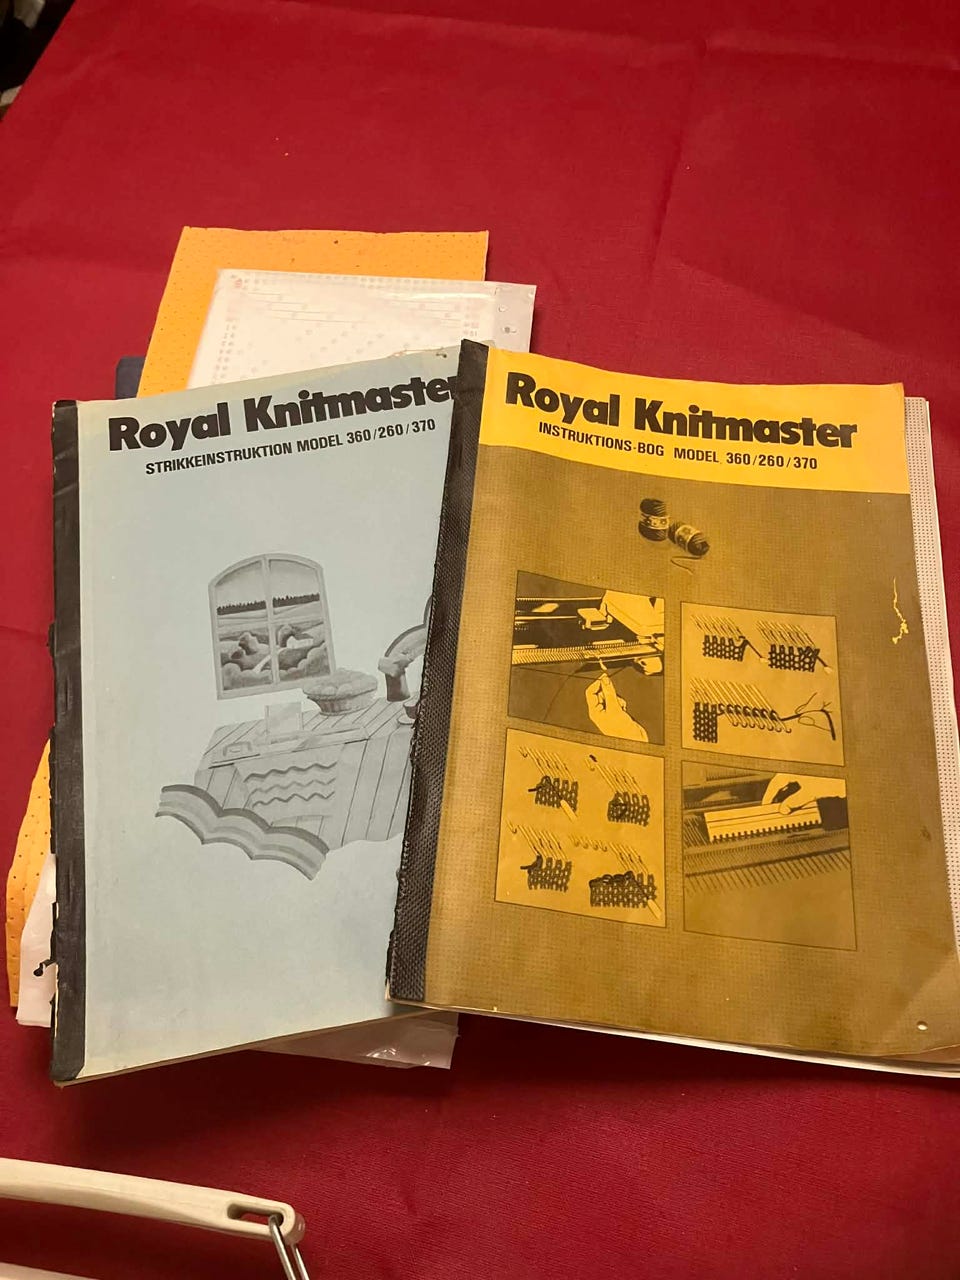 Royal Knitmaster
STRIKKEINSTRUKTION MODEL 360/260/370
Royal Knitmaster
INSTRUKTIONS-BOG MODEL 360/260/370